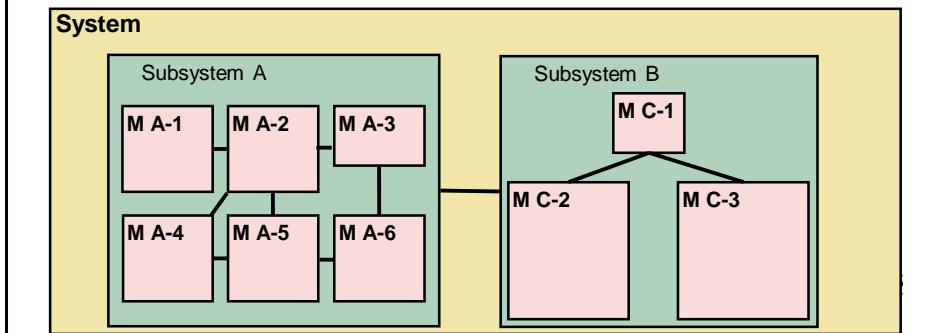 System
Subsystem A
Subsystem B
M A-1
M A-2
M A-3
M C-1
M C-2
M C-3
M A-4
M A-5
M A-6